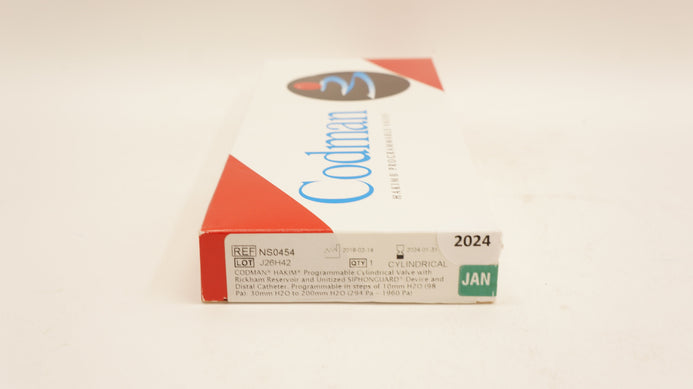 Codman
HAKIM® PROGRAMMABLE VALVE
REF NS0454
2019-02-14
2024-01-31
2024
LOT J26H42
QTY 1
CYLINDRICAL
JAN
CODMAN® HAKIM® Programmable Cylindrical Valve with
Rickham Reservoir and Unitized SIPHONGUARD® Device and
Distal Catheter. Programmable in steps of 10mm H2O (98
Pa). 30mm H2O to 200mm H2O (294 Pa - 1960 Pa)